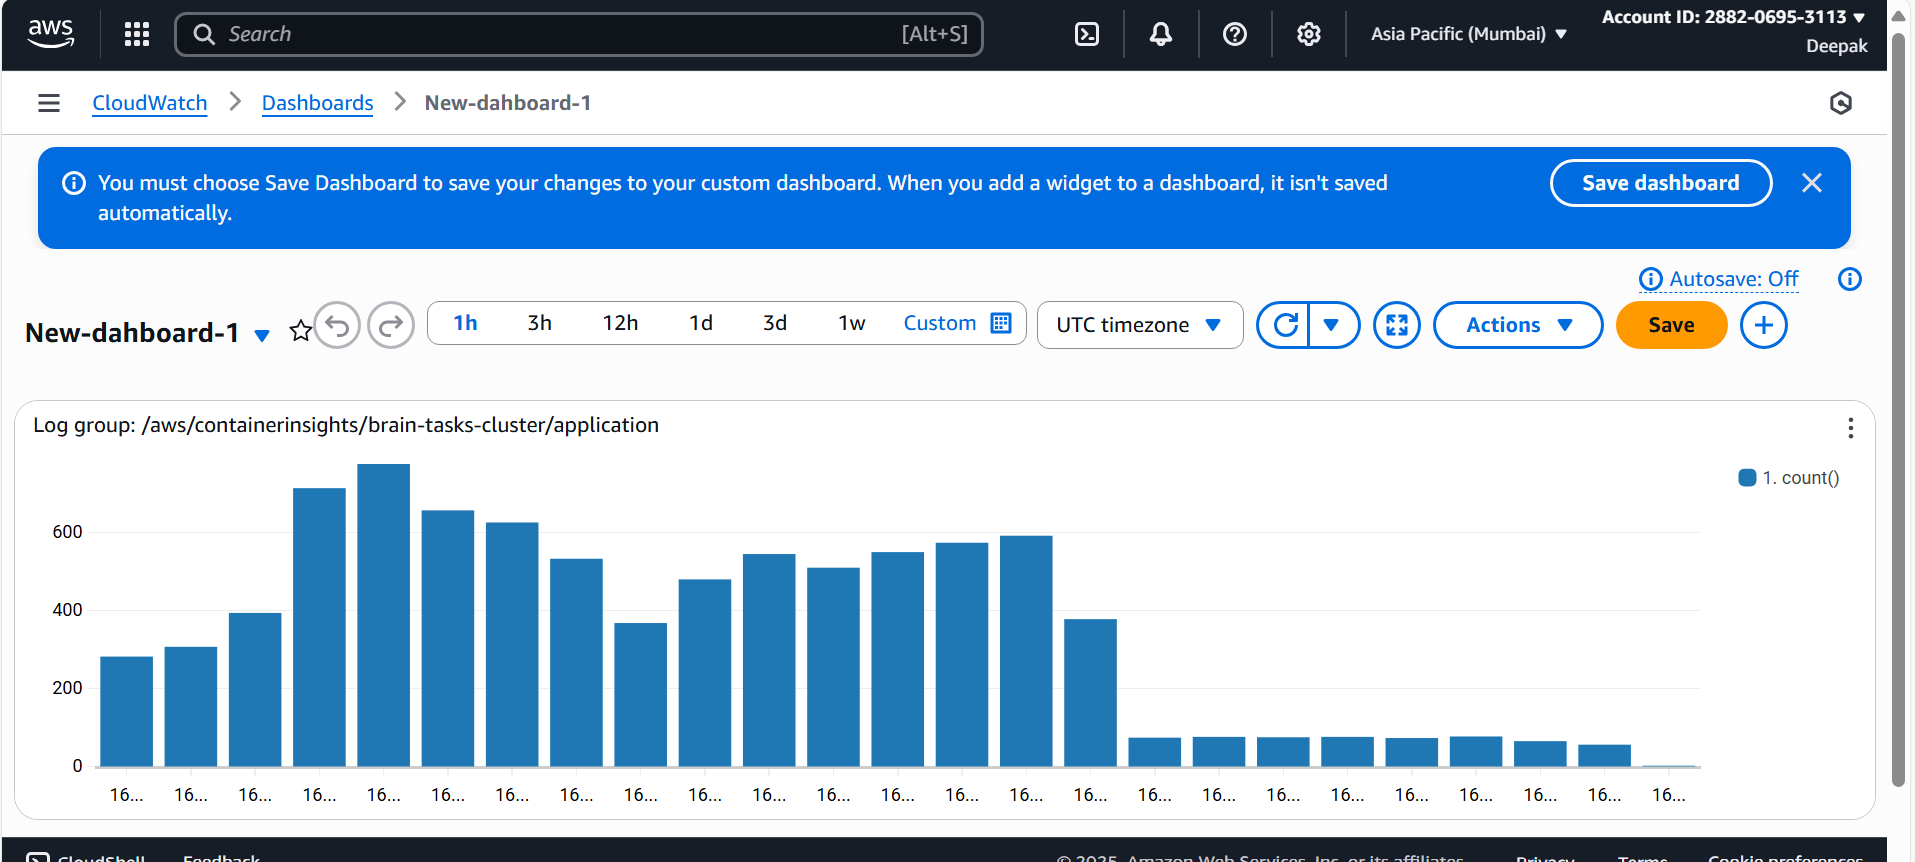 aws
Search [Alt+S]
Asia Pacific (Mumbai)
Account ID: 2882-0695-3113
Deepak
CloudWatch Dashboards New-dahboard-1
You must choose Save Dashboard to save your changes to your custom dashboard. When you add a widget to a dashboard, it isn't saved
automatically.
Save dashboard
Autosave: Off
New-dahboard-1
1h 3h 12h 1d 3d 1w Custom
UTC timezone
Actions
Save
Log group: /aws/containerinsights/brain-tasks-cluster/application
1. count()
600
400
200
0
16... 16... 16... 16... 16... 16... 16... 16... 16... 16... 16... 16... 16... 16... 16... 16... 16... 16... 16... 16... 16... 16... 16... 16... 16...
CloudShell Feedback © 2025, Amazon Web Services, Inc. or its affiliates. Privacy Terms Cookie preferences